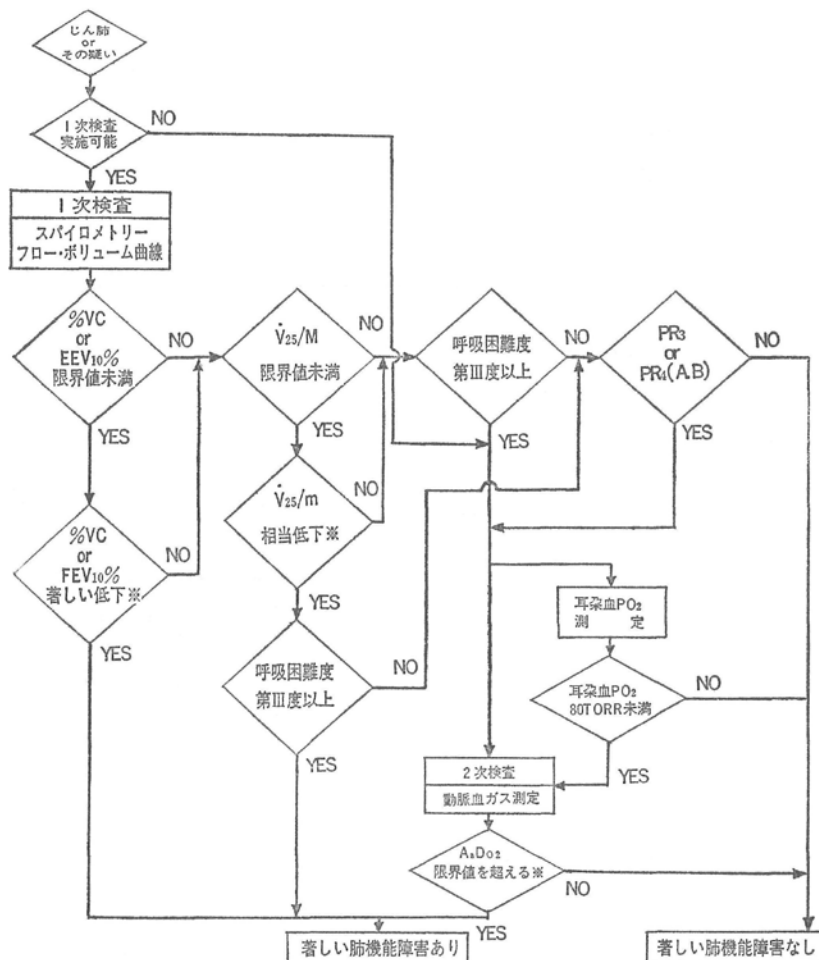 じん肺
or
その疑い
1次検査
実施可能
NO
YES
1次検査
スパイロメトリー
フロー・ボリューム曲線
%VC
or
EEV10%
限界値未満
NO
YES
%VC
or
FEV10%
著しい低下※
NO
YES
V̇25/M
限界値未満
NO
YES
V̇25/m
相当低下※
NO
YES
呼吸困難度
第Ⅲ度以上
NO
YES
呼吸困難度
第Ⅲ度以上
NO
YES
PR3
or
PR4(A.B)
NO
YES
耳朶血PO2
測　定
耳朶血PO2
80TORR未満
NO
YES
2次検査
動脈血ガス測定
AaDO2
限界値を超える※
NO
YES
著しい肺機能障害あり
著しい肺機能障害なし